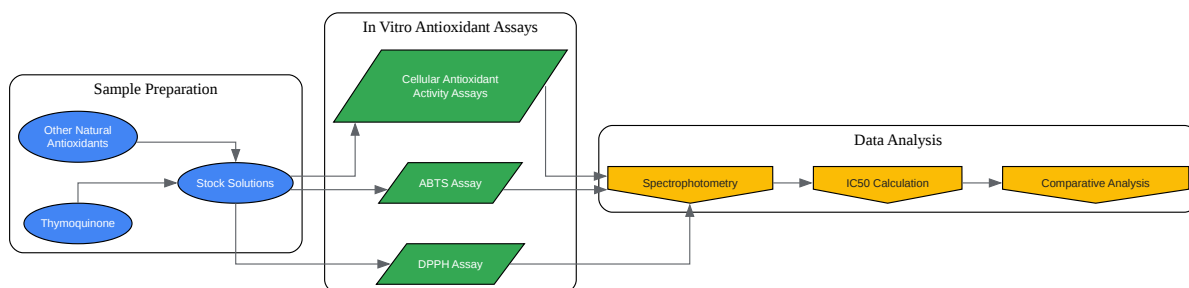 Sample Preparation
Other Natural
Antioxidants
Thymoquinone
Stock Solutions
In Vitro Antioxidant Assays
Cellular Antioxidant
Activity Assays
ABTS Assay
DPPH Assay
Data Analysis
Spectrophotometry
IC50 Calculation
Comparative Analysis